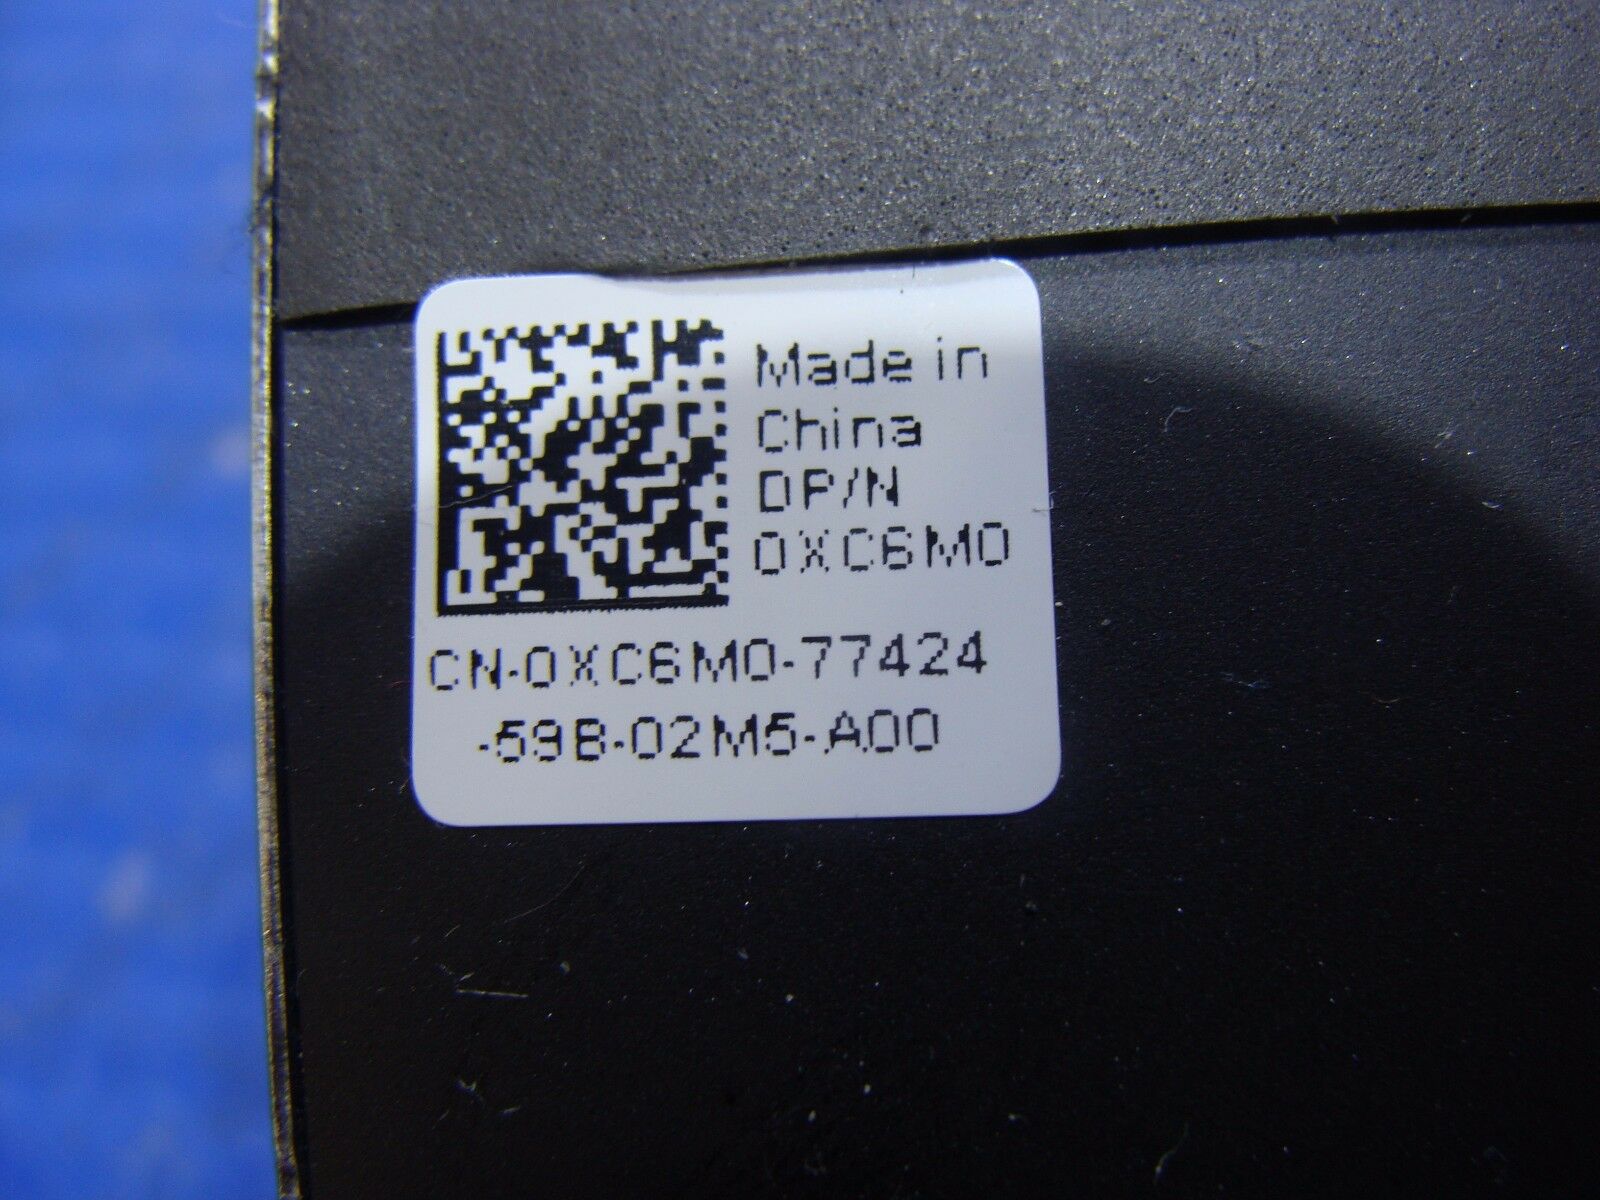 Made in
China
DP/N
0XC6M0
CN-0XC6M0-77424
-59B-02M5-A00